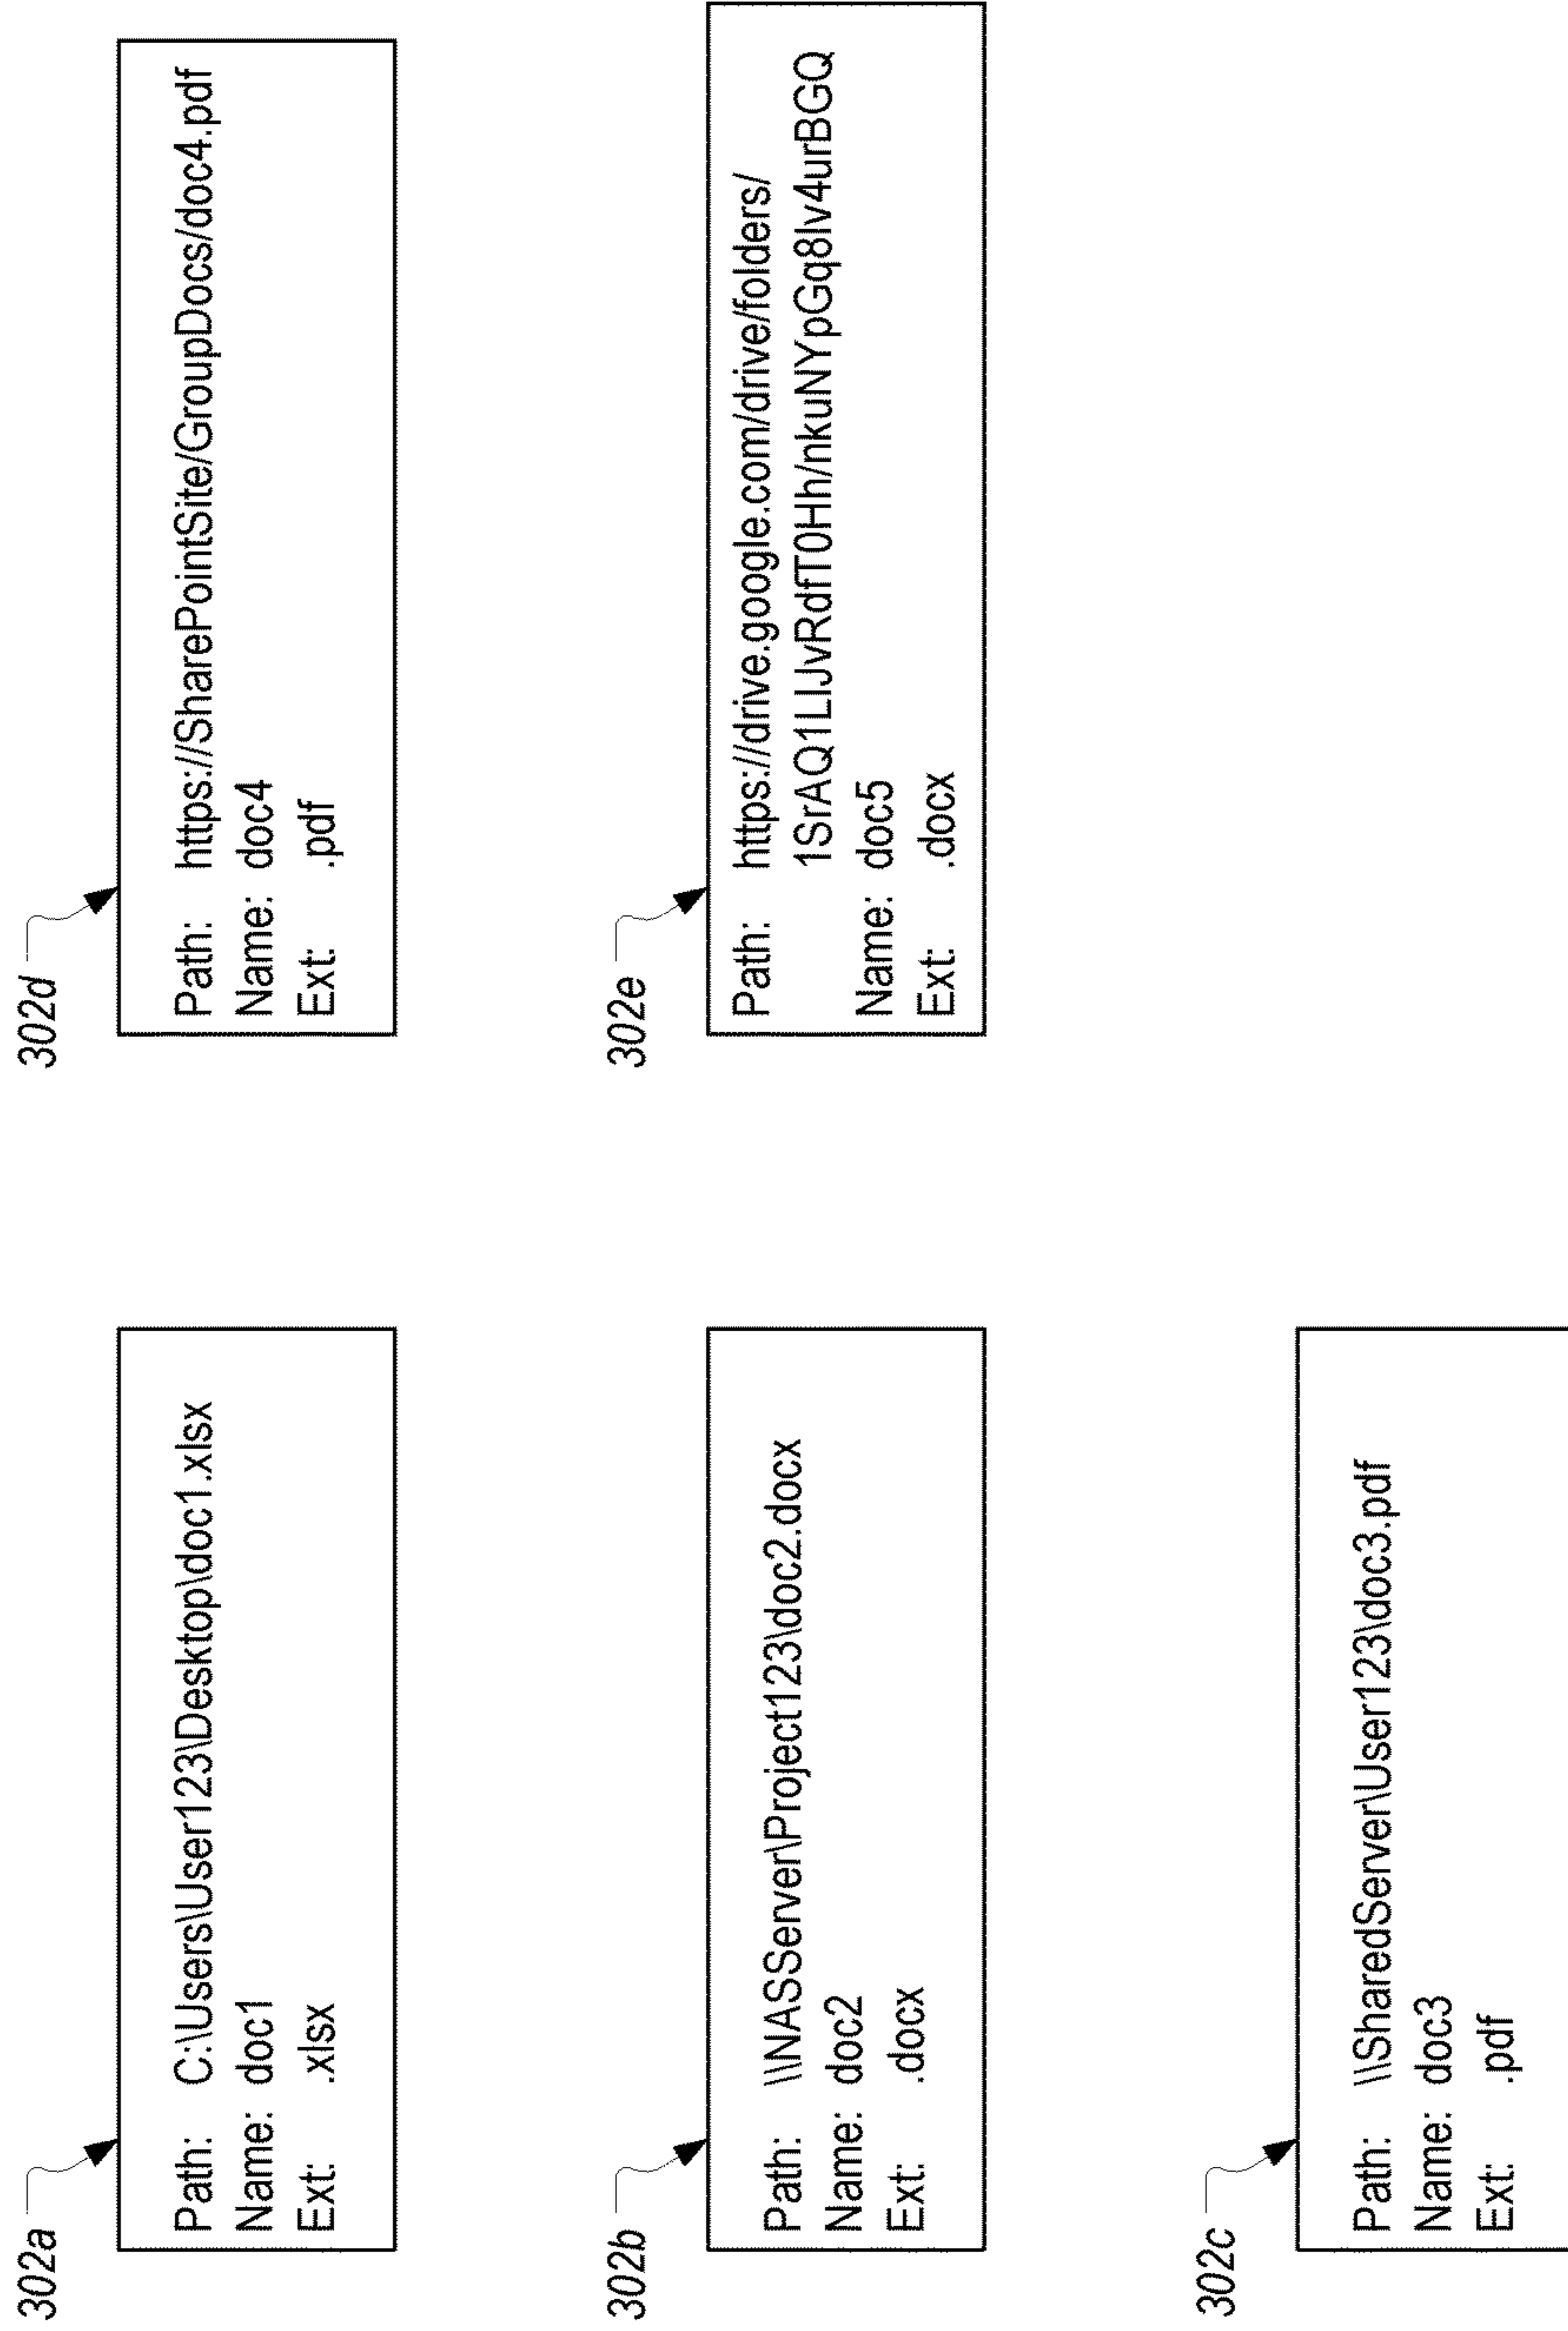 302a
Path: C:\Users\User123\Desktop\doc1.xlsx
Name: doc1
Ext: .xlsx
302b
Path: \\NASServer\Project123\doc2.docx
Name: doc2
Ext: .docx
302c
Path: \\SharedServer\User123\doc3.pdf
Name: doc3
Ext: .pdf
302d
Path: https://SharePointSite/GroupDocs/doc4.pdf
Name: doc4
Ext: .pdf
302e
Path: https://drive.google.com/drive/folders/
1SrAQ1LIJvRdfT0Hh/nkuNYpGq8lv4urBGQ
Name: doc5
Ext: .docx